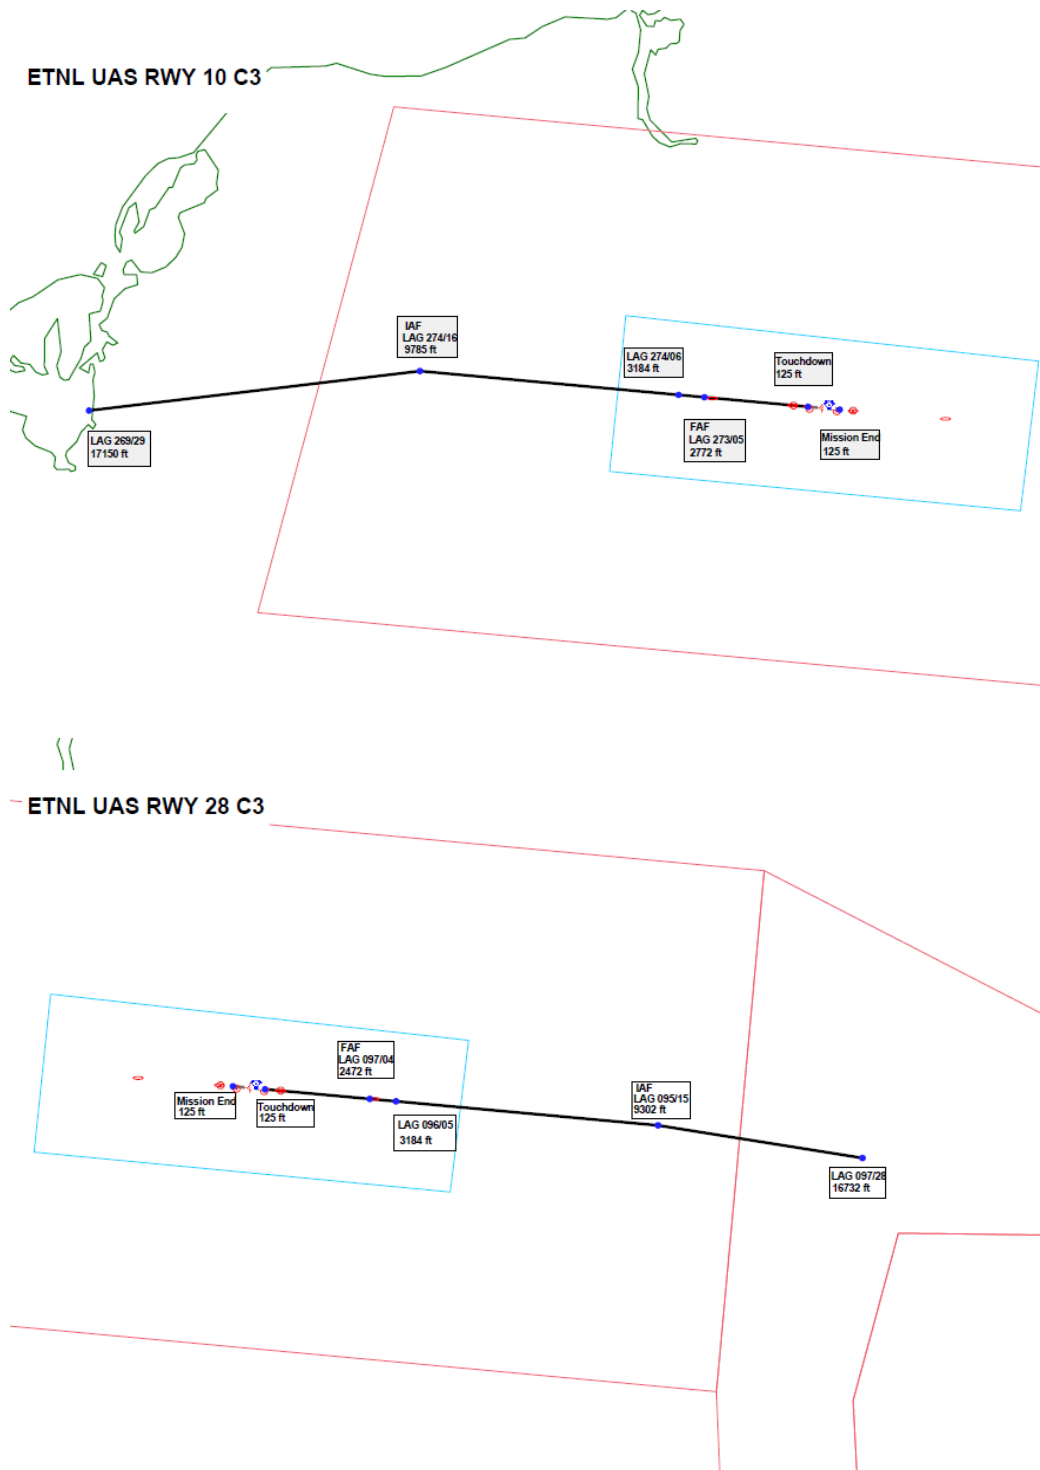 ETNL UAS RWY 10 C3
IAF
LAG 274/16
9785 ft
LAG 274/06
3184 ft
Touchdown
125 ft
LAG 269/29
17150 ft
FAF
LAG 273/05
2772 ft
Mission End
125 ft
ETNL UAS RWY 28 C3
FAF
LAG 097/04
2472 ft
IAF
LAG 095/15
9302 ft
Mission End
125 ft
Touchdown
125 ft
LAG 096/05
3184 ft
LAG 097/28
16732 ft